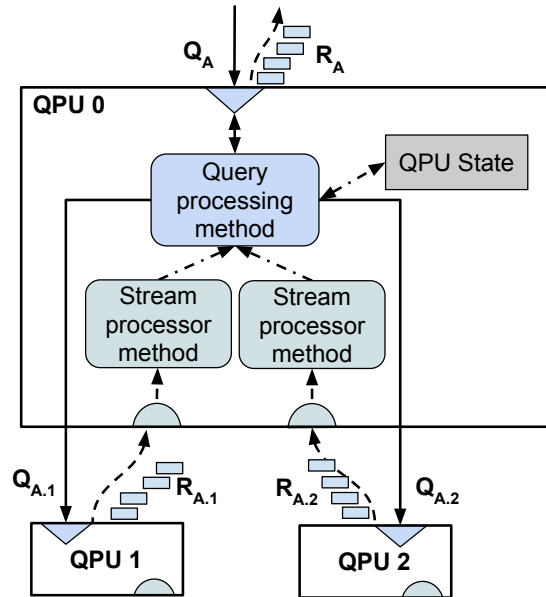 Q_A
R_A
QPU 0
Query
processing
method
QPU State
Stream
processor
method
Stream
processor
method
Q_A.1
R_A.1
R_A.2
Q_A.2
QPU 1
QPU 2